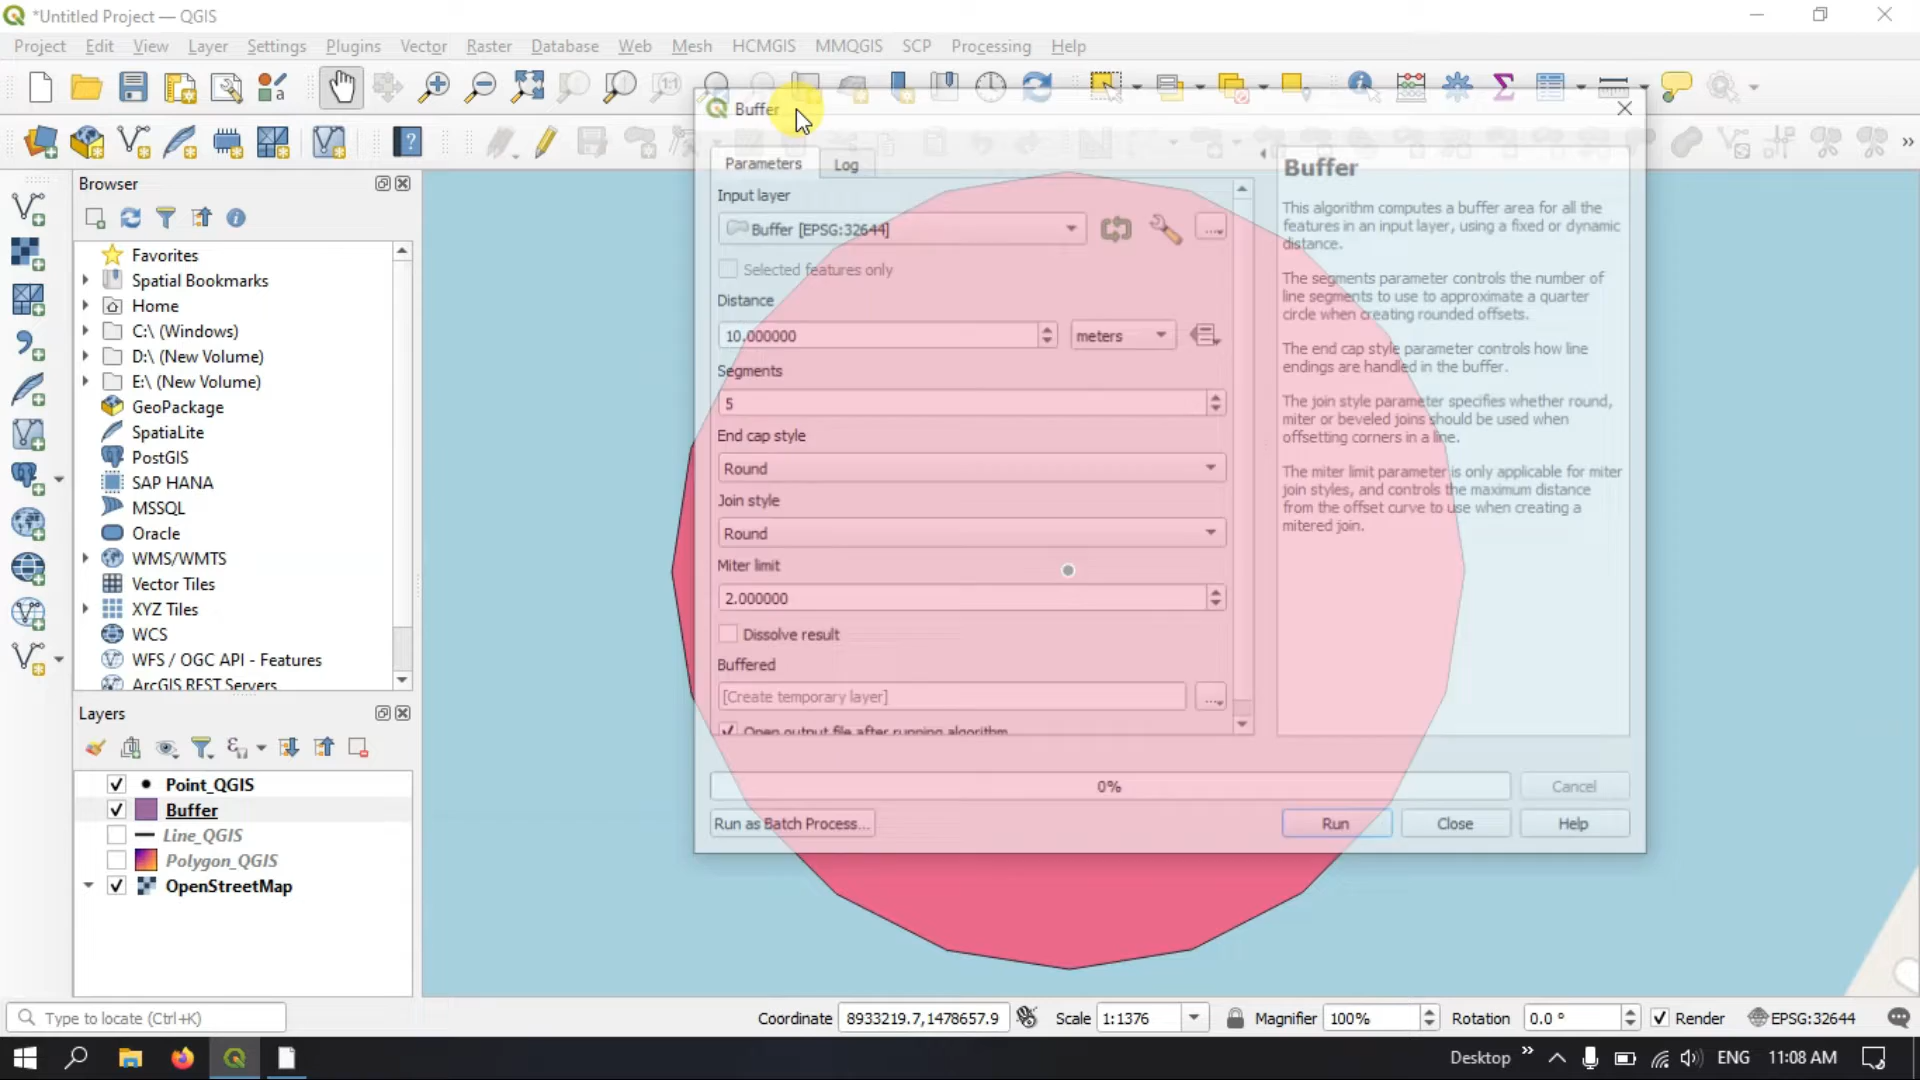 *Untitled Project — QGIS
Project Edit View Layer Settings Plugins Vector Raster Database Web Mesh HCMGIS MMQGIS SCP Processing Help
Buffer
Browser
Favorites
Spatial Bookmarks
Home
C:\ (Windows)
D:\ (New Volume)
E:\ (New Volume)
GeoPackage
SpatiaLite
PostGIS
SAP HANA
MSSQL
Oracle
WMS/WMTS
Vector Tiles
XYZ Tiles
WCS
WFS / OGC API - Features
ArcGIS REST Servers
Layers
Point_QGIS
Buffer
Line_QGIS
Polygon_QGIS
OpenStreetMap
Parameters Log
Input layer
Buffer [EPSG:32644]
Selected features only
Distance
10.000000 meters
Segments
5
End cap style
Round
Join style
Round
Miter limit
2.000000
Dissolve result
Buffered
[Create temporary layer]
Open output file after running algorithm
Buffer
This algorithm computes a buffer area for all the
features in an input layer, using a fixed or dynamic
distance.
The segments parameter controls the number of
line segments to use to approximate a quarter
circle when creating rounded offsets.
The end cap style parameter controls how line
endings are handled in the buffer.
The join style parameter specifies whether round,
miter or beveled joins should be used when
offsetting corners in a line.
The miter limit parameter is only applicable for miter
join styles, and controls the maximum distance
from the offset curve to use when creating a
mitered join.
0% Cancel
Run as Batch Process... Run Close Help
Type to locate (Ctrl+K) Coordinate 8933219.7,1478657.9 Scale 1:1376 Magnifier 100% Rotation 0.0 ° Render EPSG:32644
Desktop ENG 11:08 AM